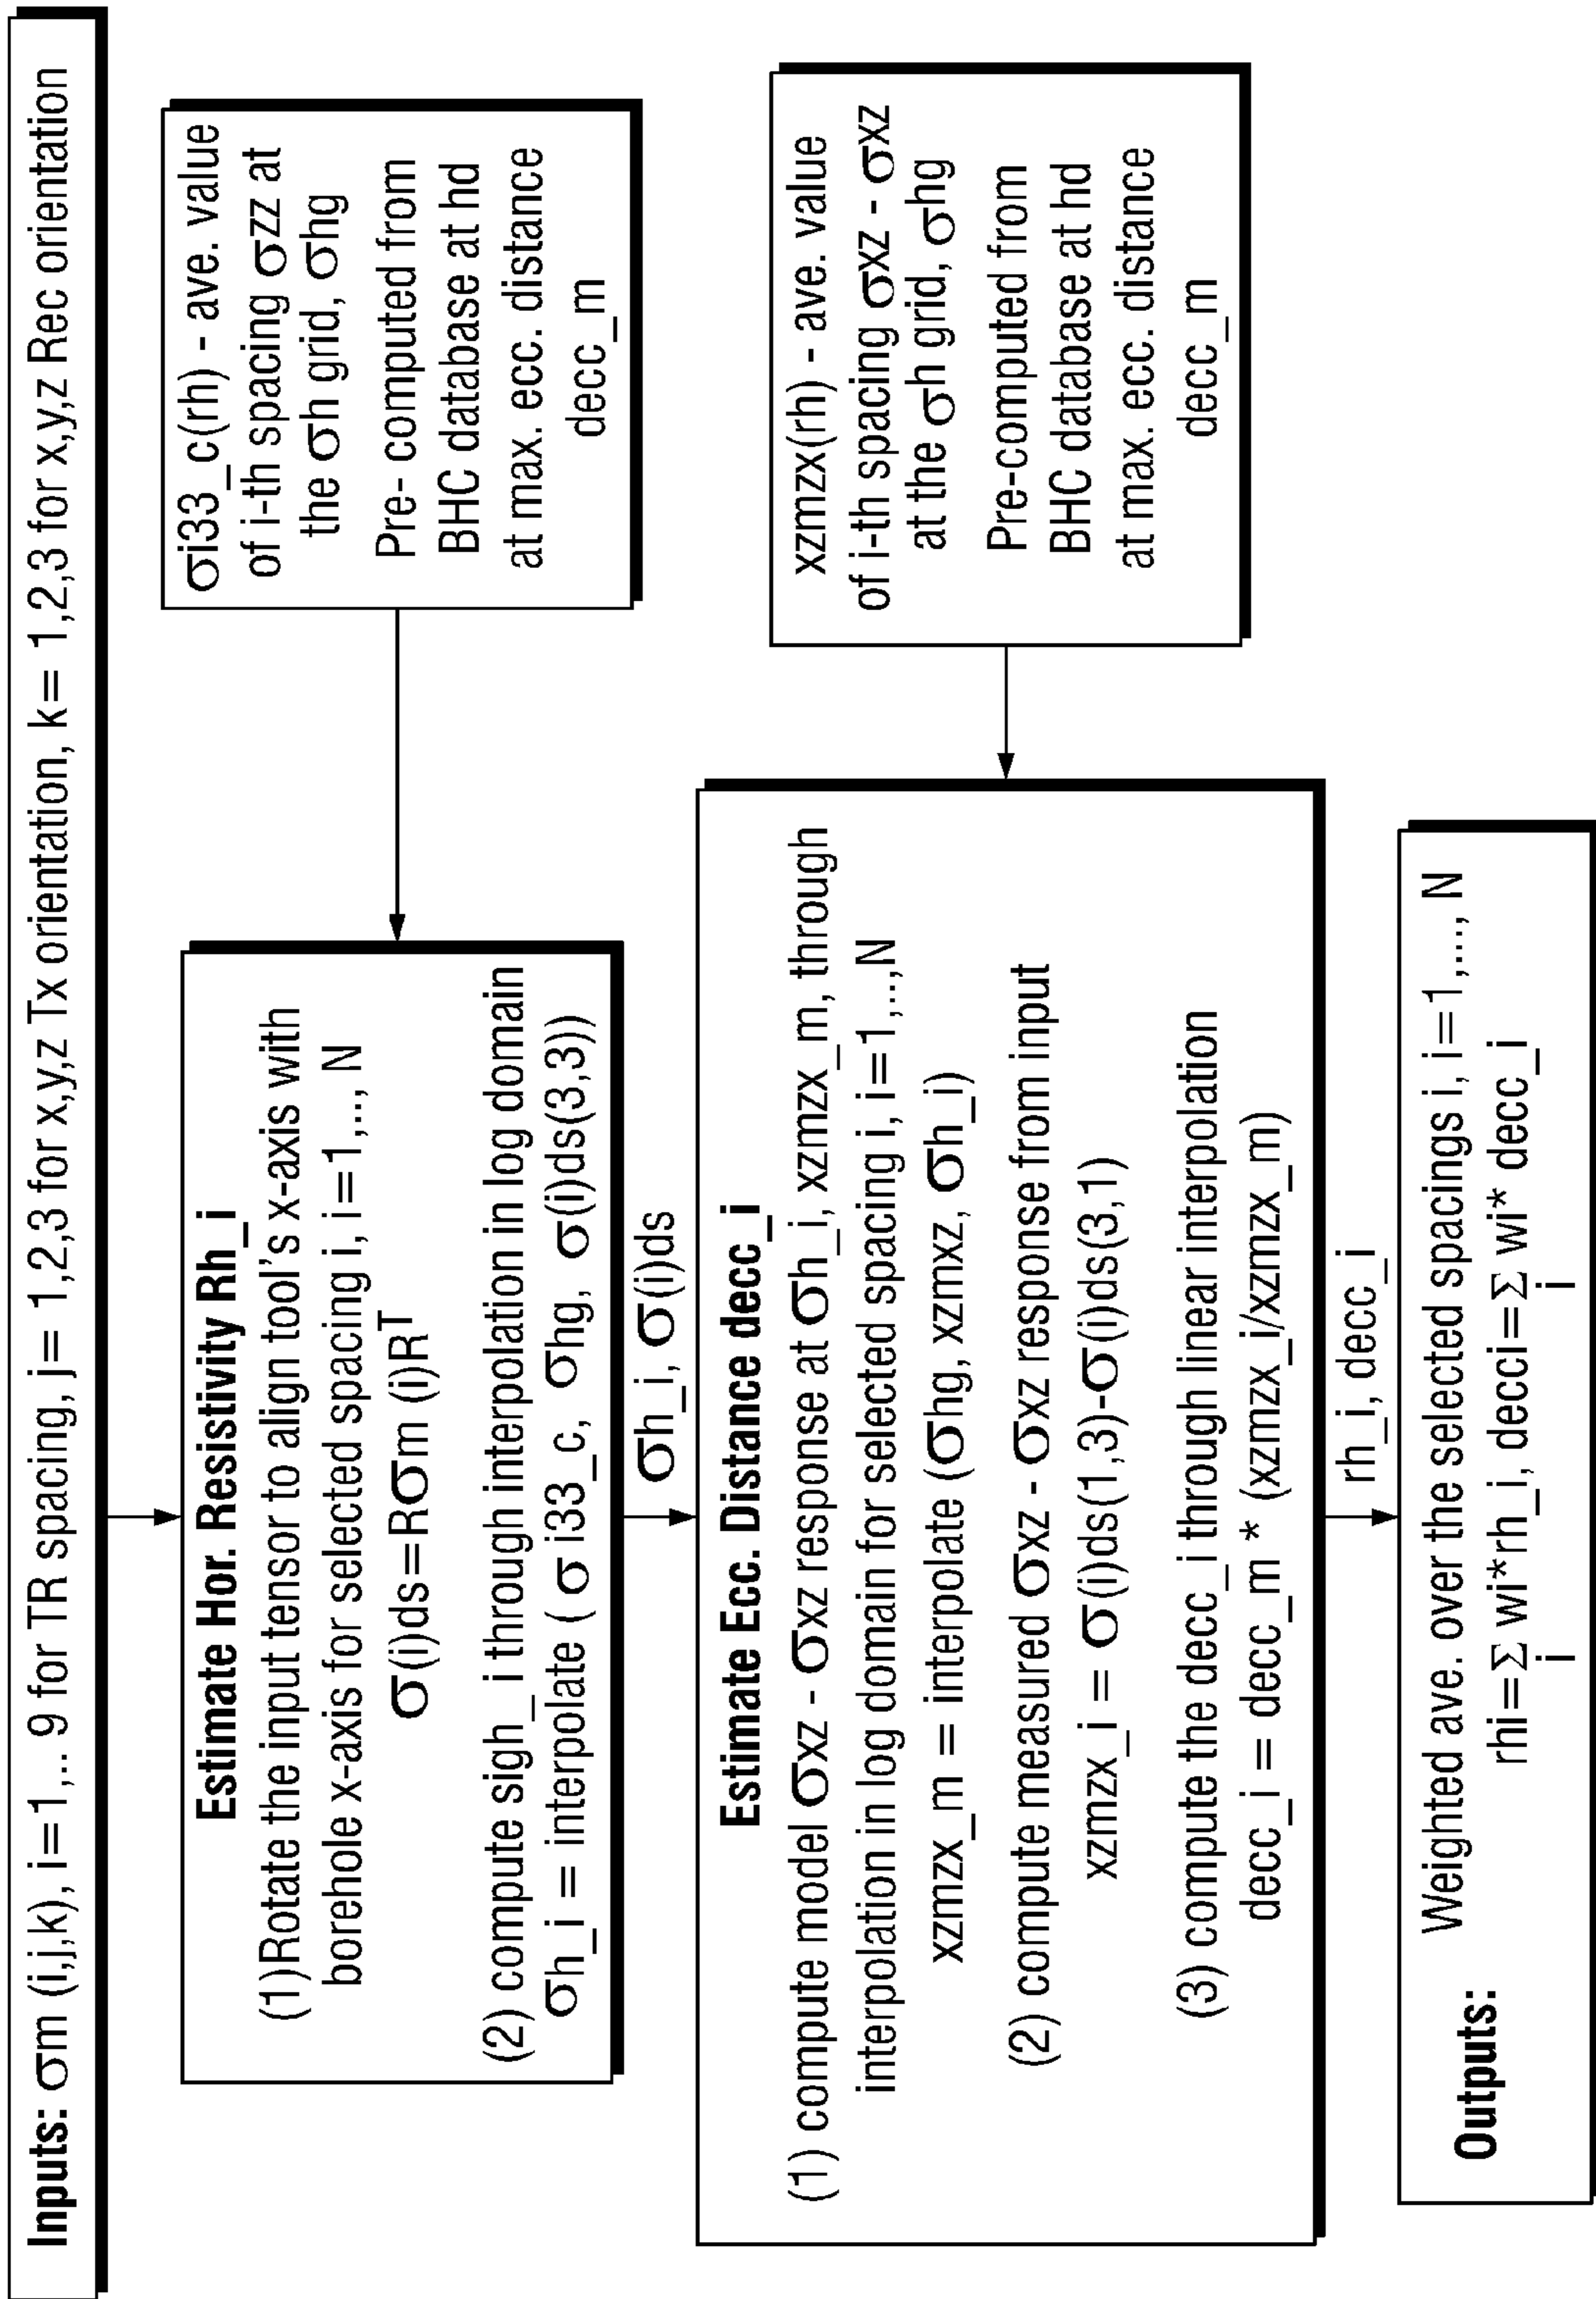 Inputs: σm (i,j,k), i=1,.. 9 for TR spacing, j= 1,2,3 for x,y,z Tx orientation, k= 1,2,3 for x,y,z Rec orientation
Estimate Hor. Resistivity Rh_i
(1)Rotate the input tensor to align tool's x-axis with
borehole x-axis for selected spacing i, i=1,.., N
σ(i)ds=Rσm (i)Rᵀ
(2) compute sigh_i through interpolation in log domain
σh_i = interpolate ( σ i33_c, σhg, σ(i)ds(3,3))
σi33_c(rh) - ave. value
of i-th spacing σzz at
the σh grid, σhg
Pre- computed from
BHC database at hd
at max. ecc. distance
decc_m
σh_i, σ(i)ds
Estimate Ecc. Distance decc_i
(1) compute model σxz - σxz response at σh_i, xzmzx_m, through
interpolation in log domain for selected spacing i, i=1,..,N
xzmzx_m = interpolate (σhg, xzmxz, σh_i)
(2) compute measured σxz - σxz response from input
xzmzx_i = σ(i)ds(1,3)-σ(i)ds(3,1)
(3) compute the decc_i through linear interpolation
decc_i = decc_m * (xzmzx_i/xzmzx_m)
xzmzx(rh) - ave. value
of i-th spacing σxz - σxz
at the σh grid, σhg
Pre-computed from
BHC database at hd
at max. ecc. distance
decc_m
rh_i, decc_i
Outputs: Weighted ave. over the selected spacings i, i=1,..., N
rhi=Σ wi*rh_i, decci=Σ wi* decc_i
i i